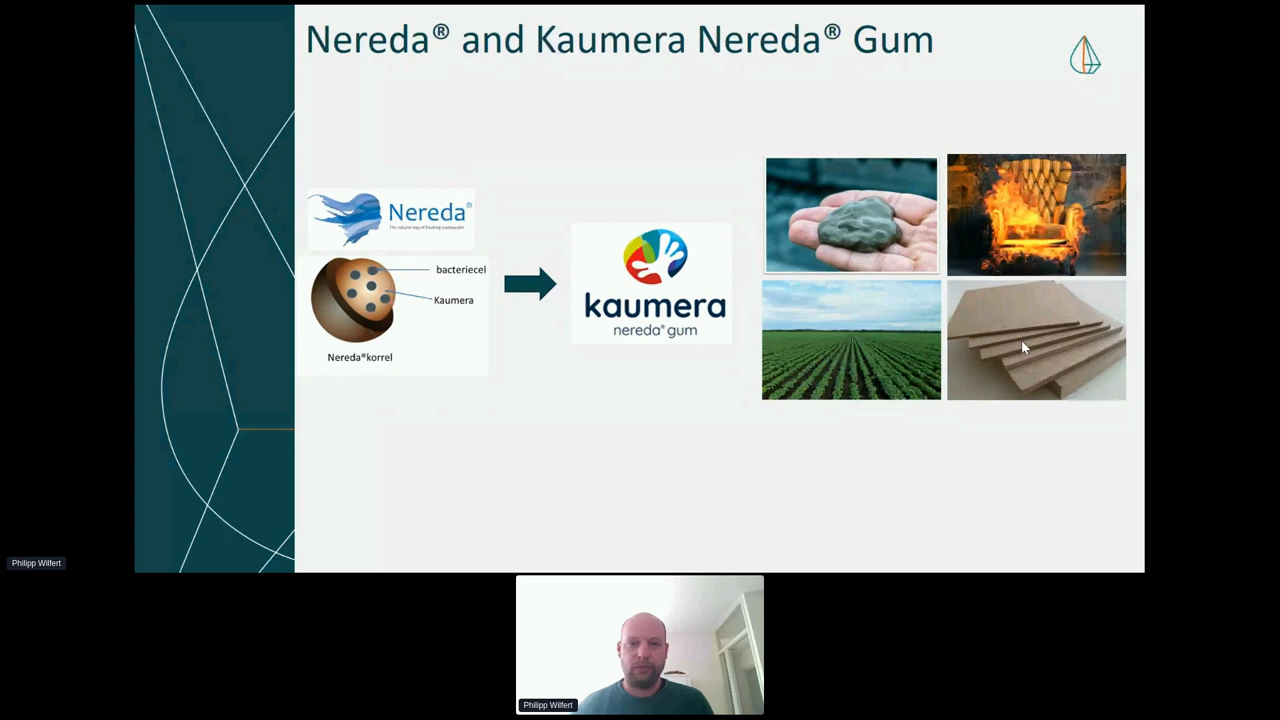 Nereda® and Kaumera Nereda® Gum
Nereda®
The natural way of treating wastewater
bacteriecel
Kaumera
Nereda®korrel
kaumera
nereda® gum
Philipp Wilfert
Philipp Wilfert